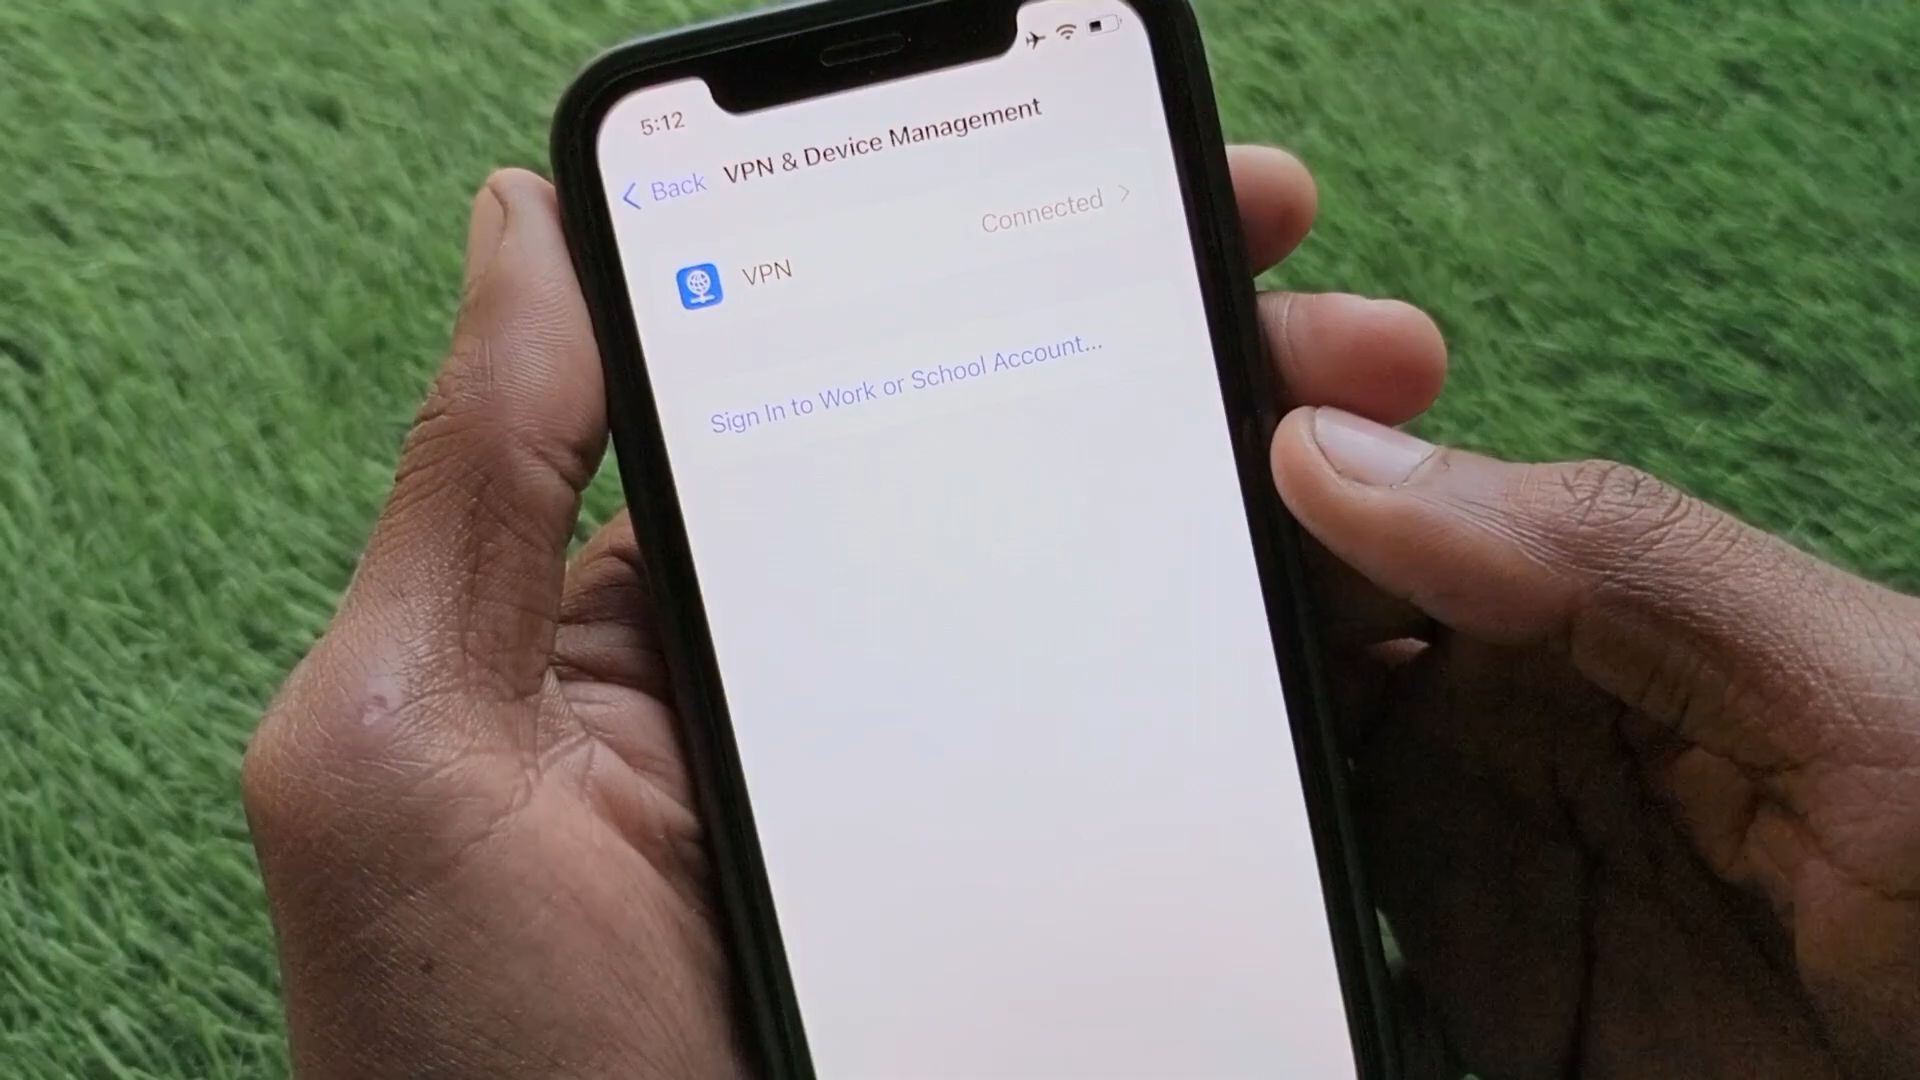 5:12
Back VPN & Device Management
VPN Connected
Sign In to Work or School Account...